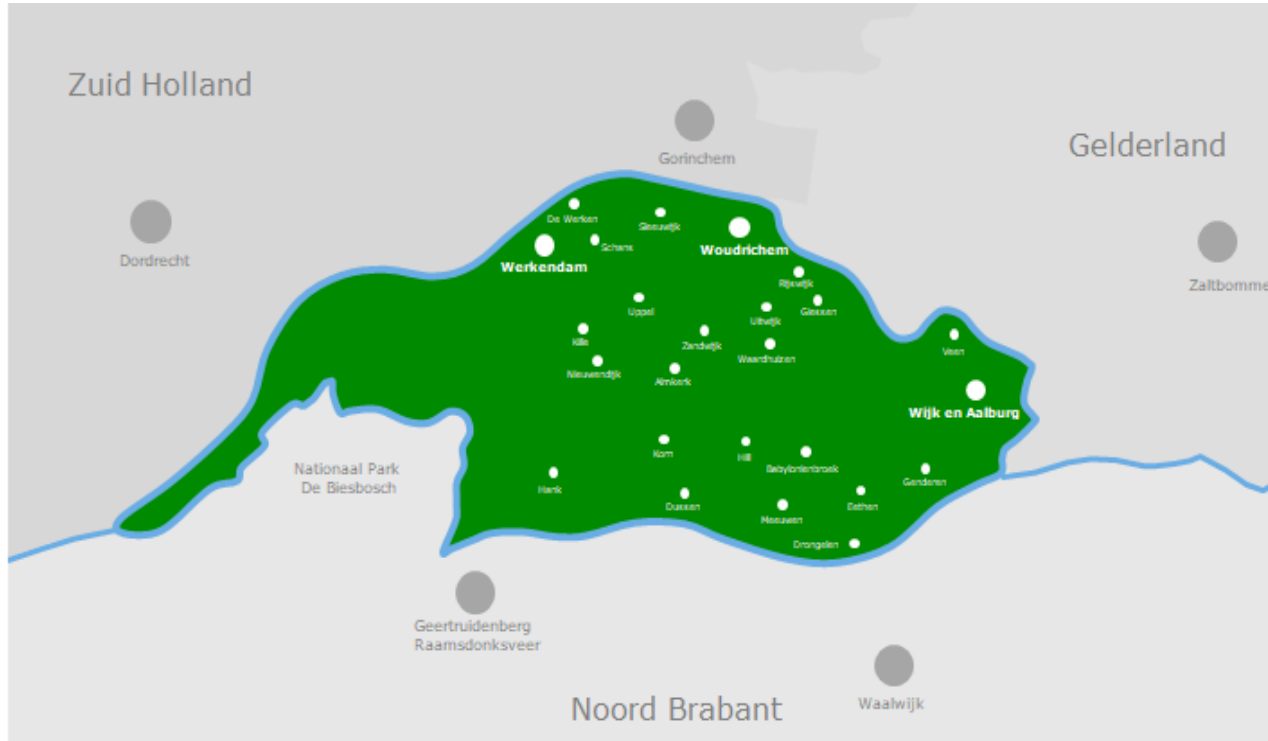 Zuid Holland
Gorinchem
Gelderland
De Werken
Sleeuwijk
Schans
Woudrichem
Dordrecht
Werkendam
Rijswijk
Zaltbomme
Uppel
Uitwijk
Giessen
Kille
Zandwijk
Waardhuizen
Veen
Nieuwendijk
Almkerk
Wijk en Aalburg
Korn
Hill
Babylonienbroek
Nationaal Park
De Biesbosch
Genderen
Hank
Dussen
Meeuwen
Eethen
Drongelen
Geertruidenberg
Raamsdonksveer
Noord Brabant
Waalwijk